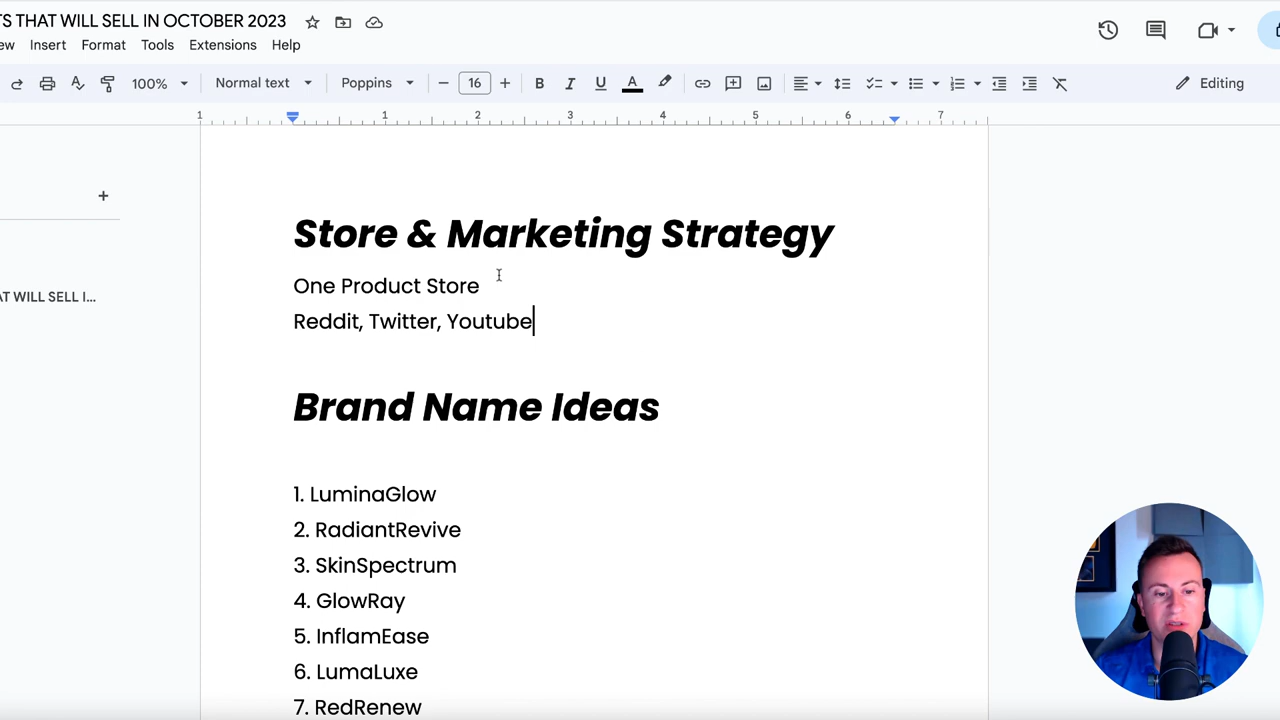 TS THAT WILL SELL IN OCTOBER 2023
ew Insert Format Tools Extensions Help
100% Normal text Poppins 16 B I U A Editing
1 1 2 3 4 5 6 7
Store & Marketing Strategy
One Product Store
AT WILL SELL I...
Reddit, Twitter, Youtube
Brand Name Ideas
1. LuminaGlow
2. RadiantRevive
3. SkinSpectrum
4. GlowRay
5. InflamEase
6. LumaLuxe
7. RedRenew